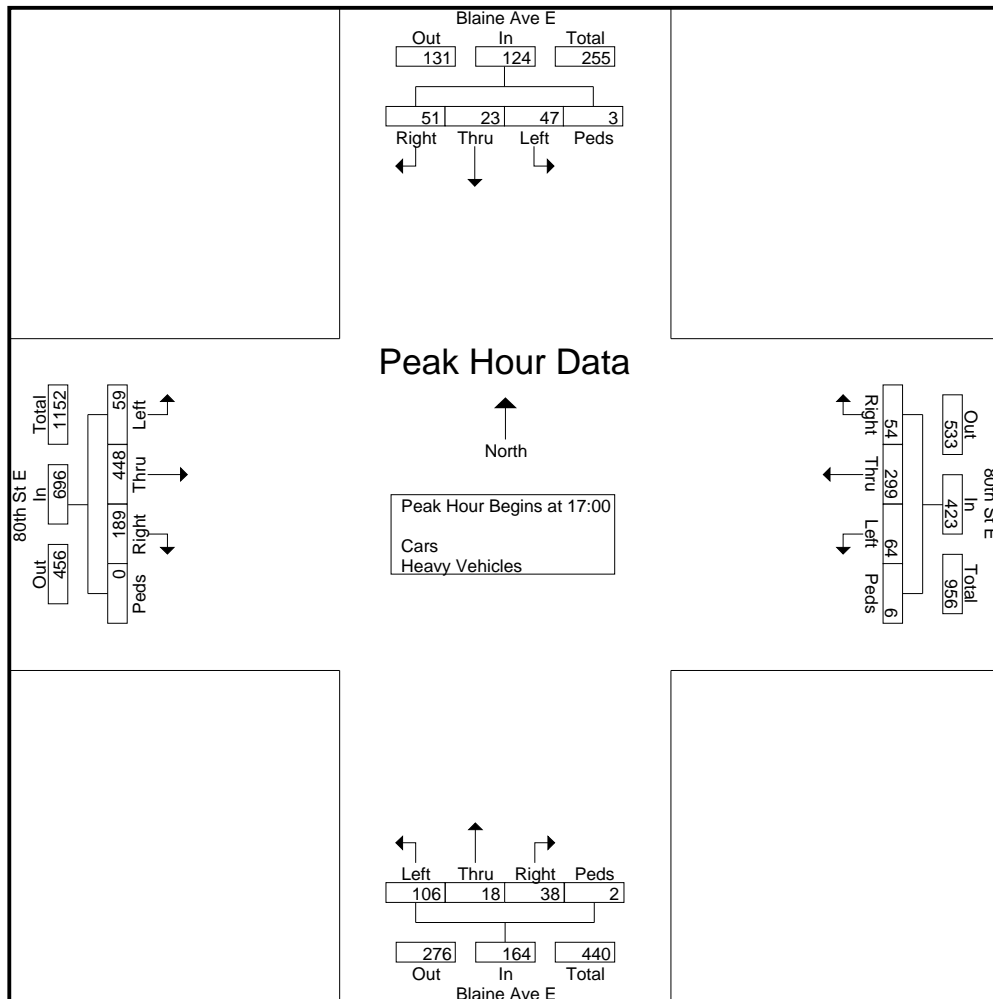 Blaine Ave E
Out In Total
131 124 255
51 23 47 3
Right Thru Left Peds
Peak Hour Data
North
Peak Hour Begins at 17:00
Cars
Heavy Vehicles
80th St E
Total In Out
1152 696 456
59 448 189 0
Left Thru Right Peds
80th St E
Out In Total
533 423 956
54 299 64 6
Right Thru Left Peds
Left Thru Right Peds
106 18 38 2
276 164 440
Out In Total
Blaine Ave E